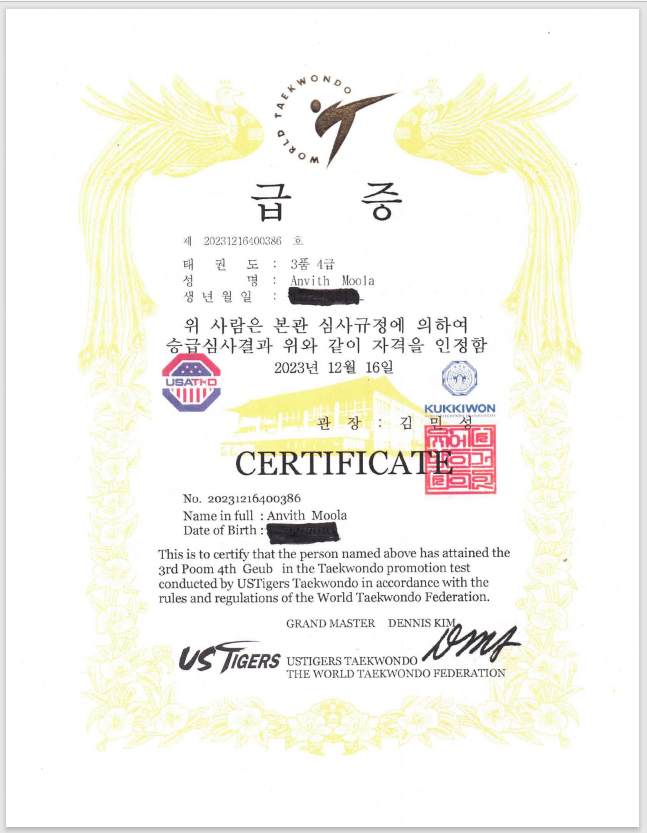 WORLD TAEKWONDO
급 증
제 20231216400386 호
태 권 도 : 3품 4급
성 명 : Anvith Moola
생년월일 :
위 사람은 본관 심사규정에 의하여
승급심사결과 위와 같이 자격을 인정함
2023년 12월 16일
USATKD
KUKKIWON
관 장 : 김 민 성
CERTIFICATE
No. 20231216400386
Name in full : Anvith Moola
Date of Birth :
This is to certify that the person named above has attained the
3rd Poom 4th Geub in the Taekwondo promotion test
conducted by USTigers Taekwondo in accordance with the
rules and regulations of the World Taekwondo Federation.
GRAND MASTER DENNIS KIM
US TIGERS
USTIGERS TAEKWONDO
THE WORLD TAEKWONDO FEDERATION